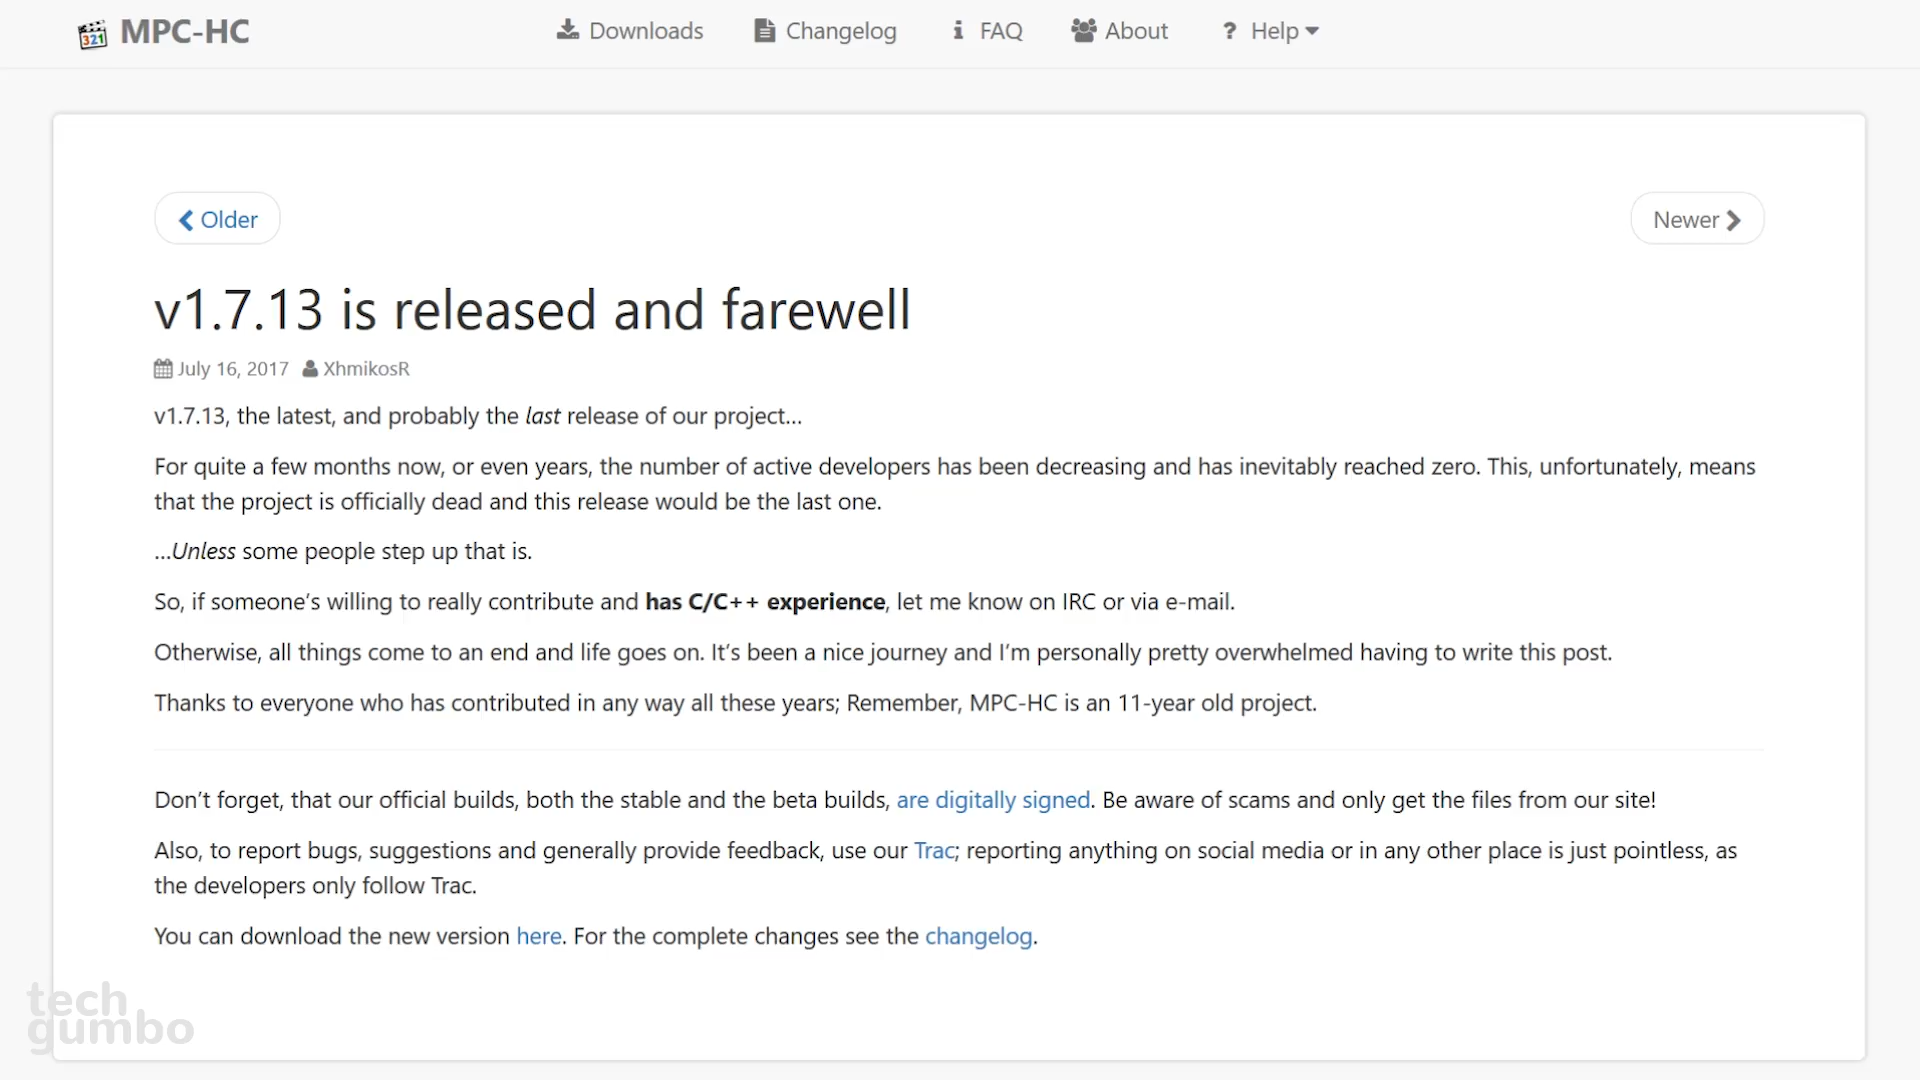 321 MPC-HC
Downloads
Changelog
FAQ
About
Help
Older
Newer
v1.7.13 is released and farewell
July 16, 2017 XhmikosR
v1.7.13, the latest, and probably the last release of our project…
For quite a few months now, or even years, the number of active developers has been decreasing and has inevitably reached zero. This, unfortunately, means
that the project is officially dead and this release would be the last one.
…Unless some people step up that is.
So, if someone’s willing to really contribute and has C/C++ experience, let me know on IRC or via e-mail.
Otherwise, all things come to an end and life goes on. It’s been a nice journey and I’m personally pretty overwhelmed having to write this post.
Thanks to everyone who has contributed in any way all these years; Remember, MPC-HC is an 11-year old project.
Don’t forget, that our official builds, both the stable and the beta builds, are digitally signed. Be aware of scams and only get the files from our site!
Also, to report bugs, suggestions and generally provide feedback, use our Trac; reporting anything on social media or in any other place is just pointless, as
the developers only follow Trac.
You can download the new version here. For the complete changes see the changelog.
tech
gumbo